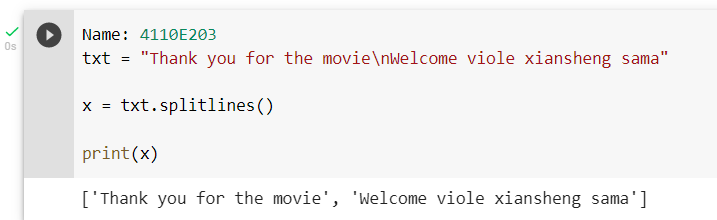 Name: 4110E203
txt = "Thank you for the movie\nWelcome viole xiansheng sama"
x = txt.splitlines()
print(x)
0s
['Thank you for the movie', 'Welcome viole xiansheng sama']